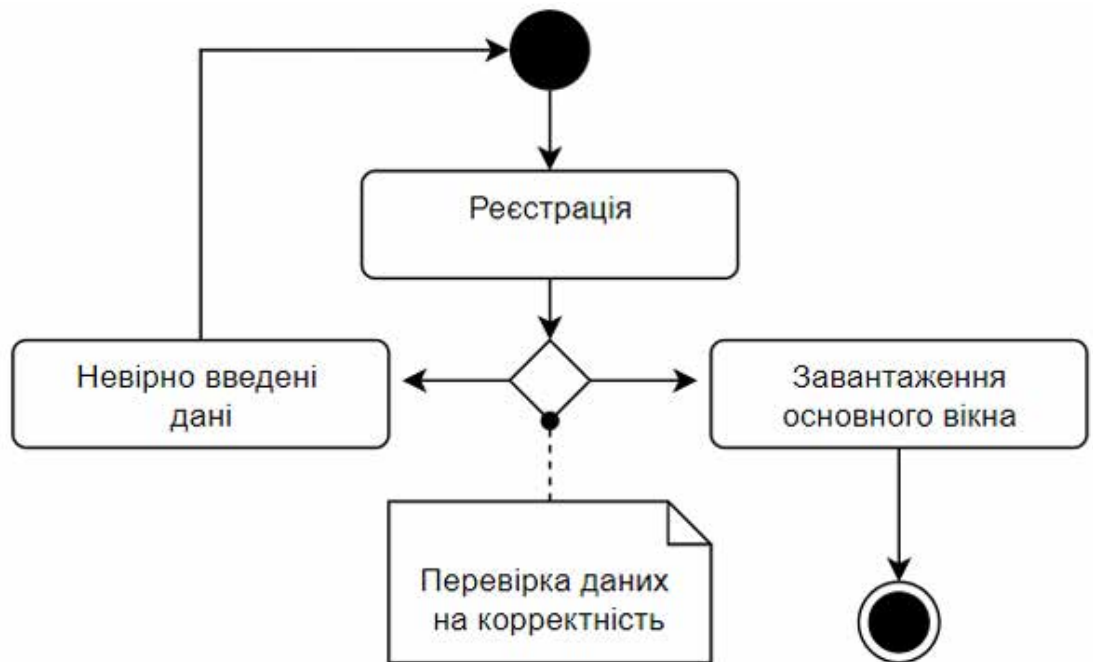 Реєстрація
Невірно введені
дані
Завантаження
основного вікна
Перевірка даних
на корректність